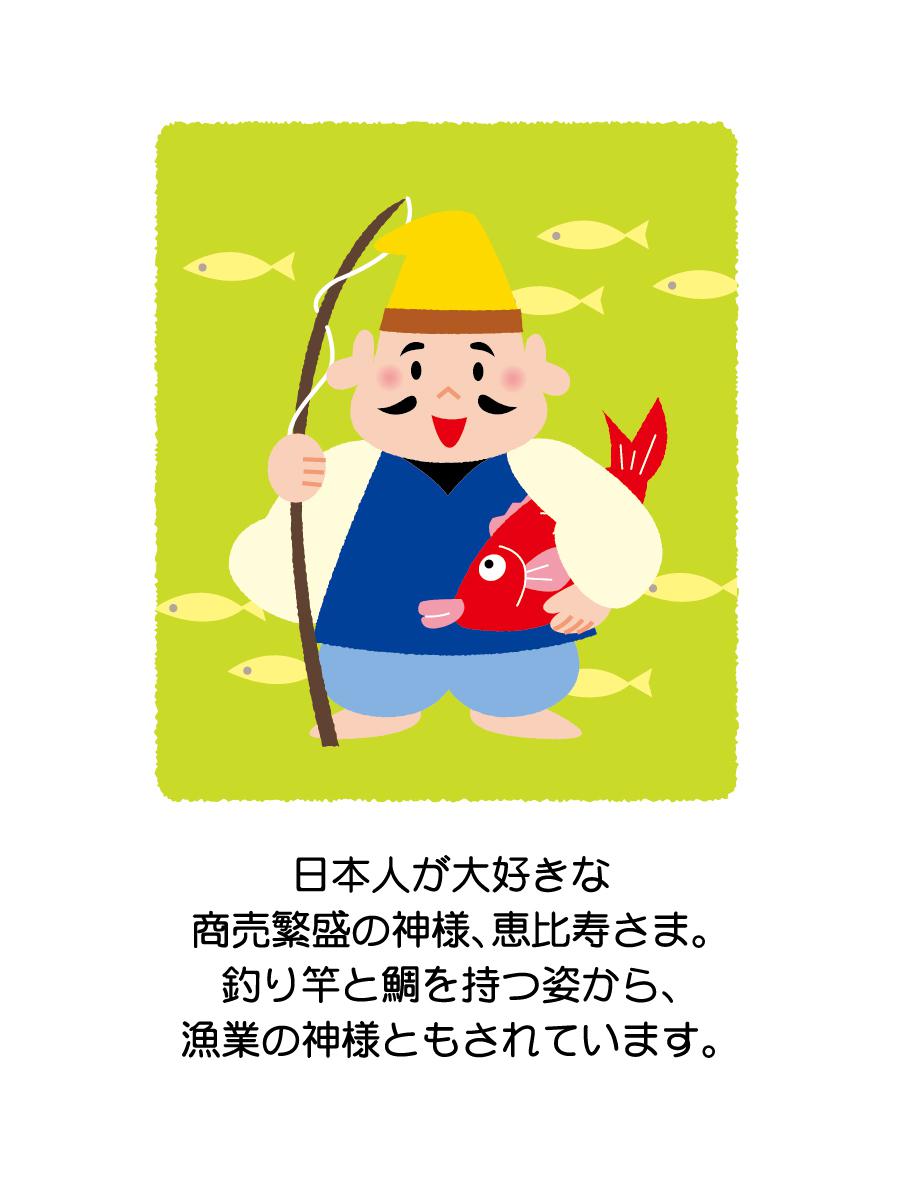 日本人が大好きな
商売繁盛の神様、恵比寿さま。
釣り竿と鯛を持つ姿から、
漁業の神様ともされています。